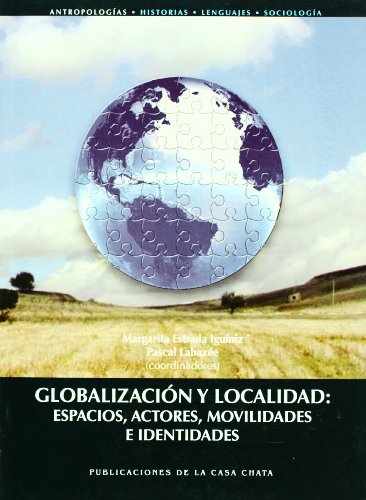 ANTROPOLOGÍAS • HISTORIAS • LENGUAJES • SOCIOLOGÍA
Margarita Estrada Iguíniz
Pascal Labazée
(coordinadores)
GLOBALIZACIÓN Y LOCALIDAD:
ESPACIOS, ACTORES, MOVILIDADES
E IDENTIDADES
PUBLICACIONES DE LA CASA CHATA